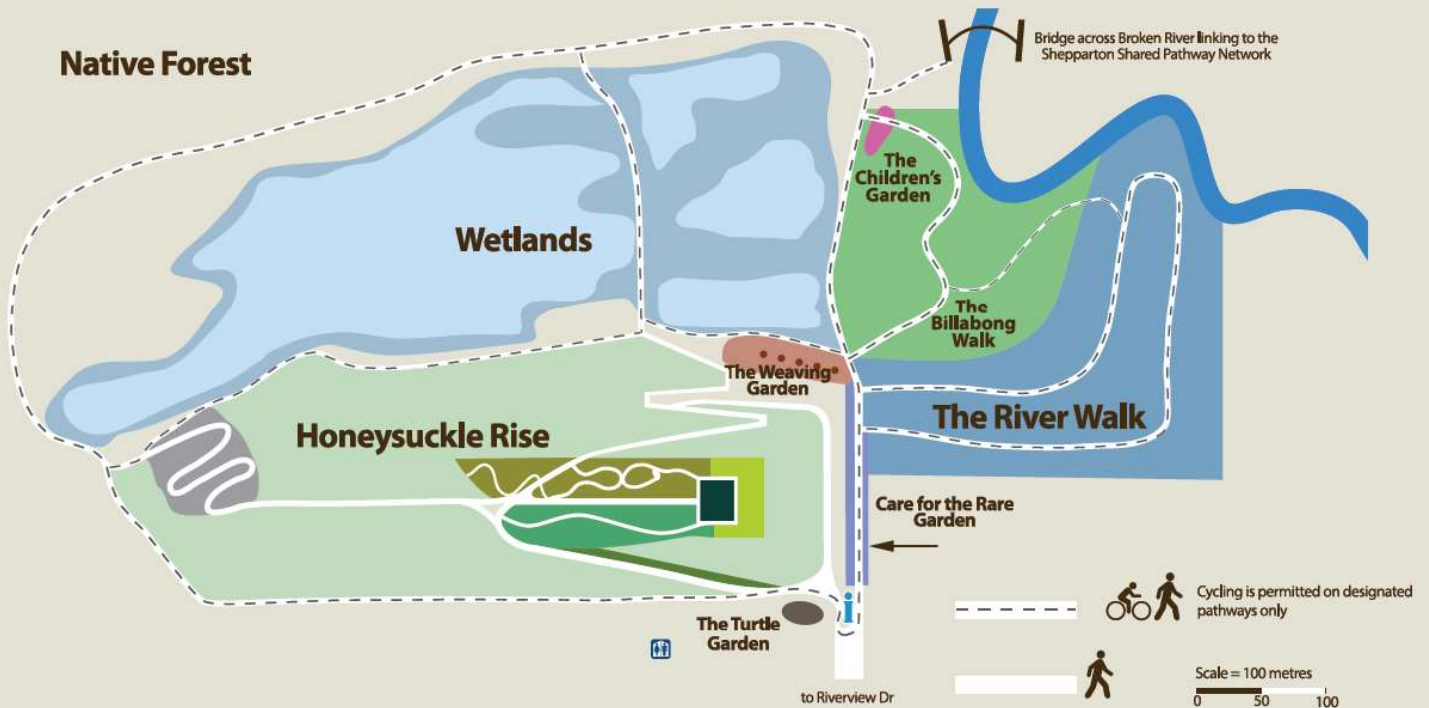 Native Forest
Bridge across Broken River linking to the
Shepparton Shared Pathway Network
The
Children's
Garden
Wetlands
The
Billabong
Walk
The Weaving
Garden
The River Walk
Honeysuckle Rise
Care for the Rare
Garden
i
The Turtle
Garden
Cycling is permitted on designated
pathways only
to Riverview Dr
Scale = 100 metres
0 50 100